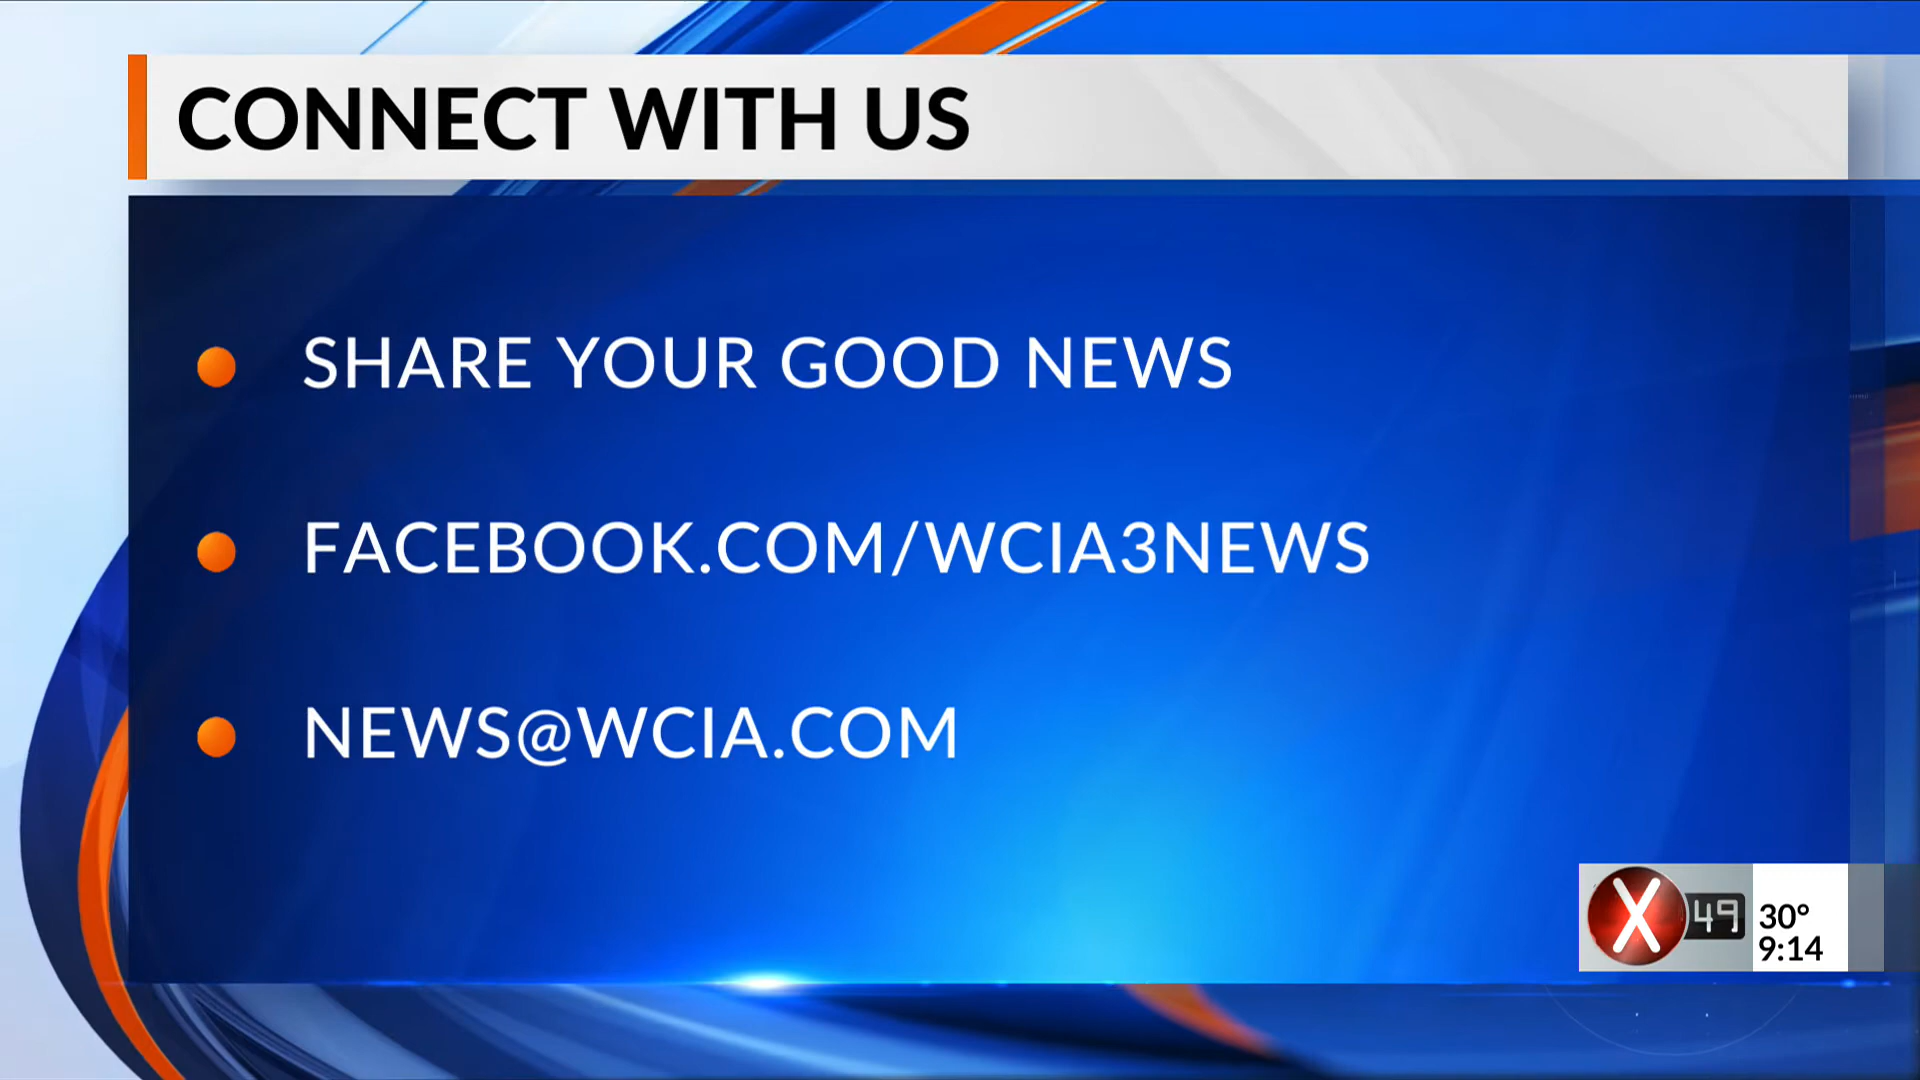 CONNECT WITH US
SHARE YOUR GOOD NEWS
FACEBOOK.COM/WCIA3NEWS
NEWS@WCIA.COM
X 49
30°
9:14